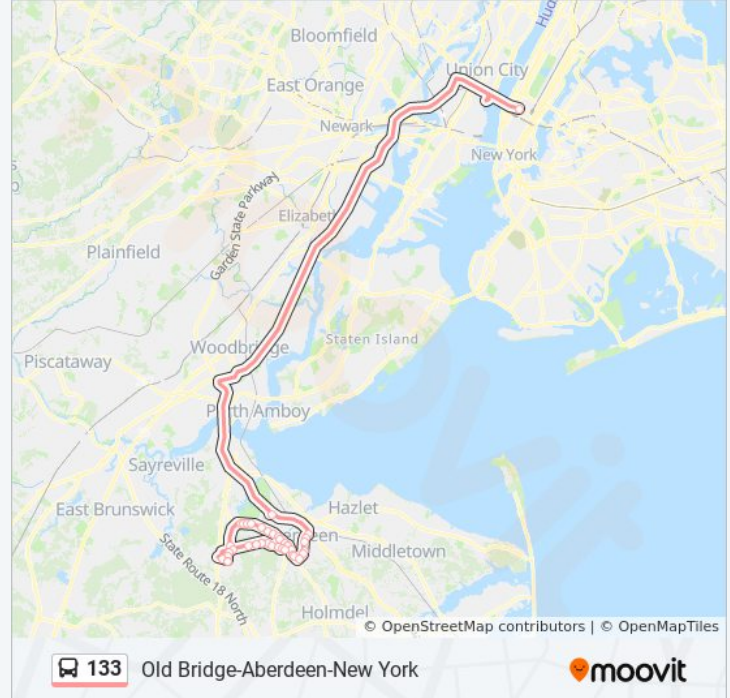 Hud
Bloomfield
Union City
East Orange
Newark
New York
Garden State Parkway
Elizabeth
Plainfield
Staten Island
Woodbridge
Piscataway
Perth Amboy
Sayreville
Hazlet
East Brunswick
Aberdeen
State Route 18 North
Middletown
Holmdel
© OpenStreetMap contributors | © OpenMapTiles
133 Old Bridge-Aberdeen-New York
moovit